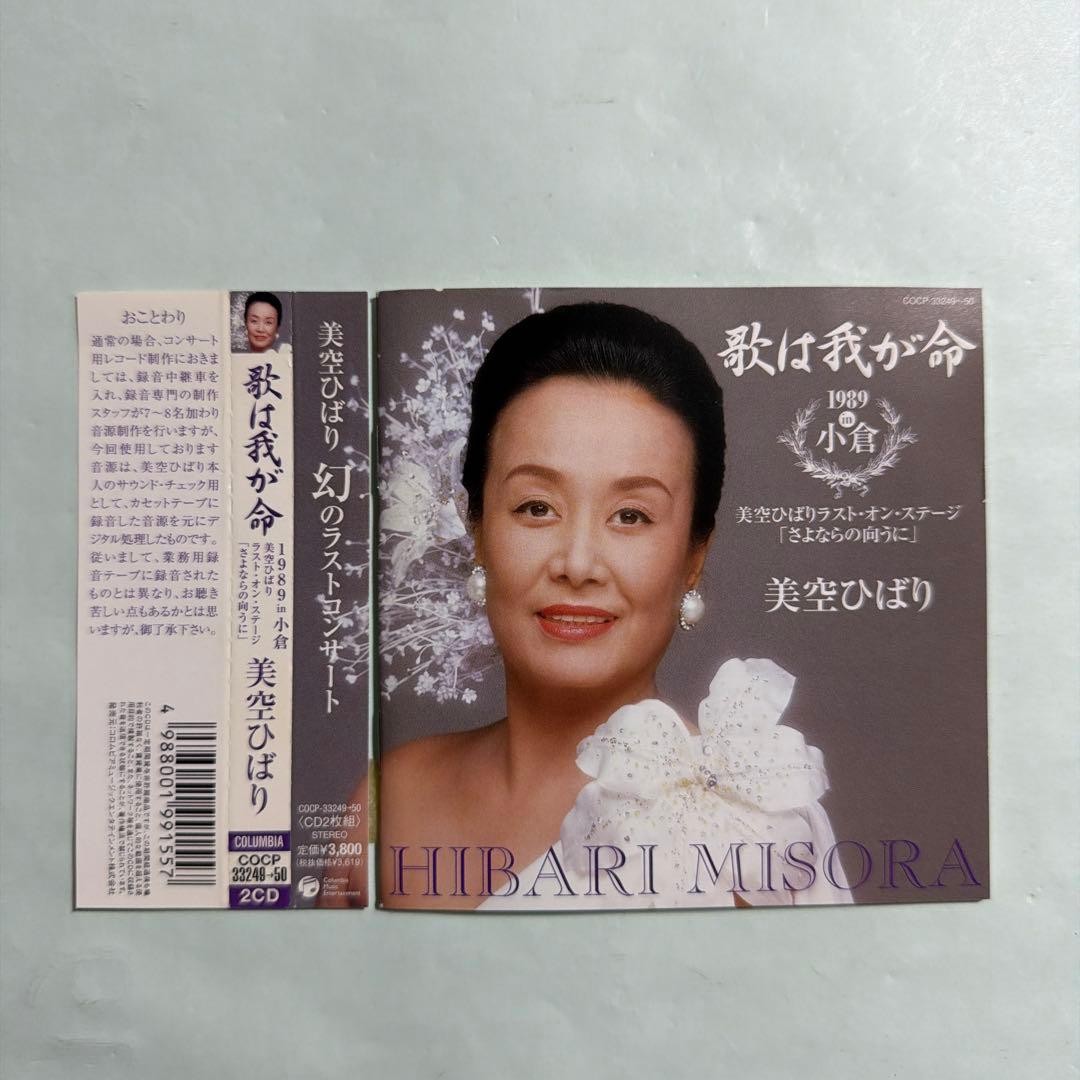 おことわり
通常の場合、コンサート
用レコード制作におきま
しては、録音中継車を
入れ、録音専門の制作
スタッフが7〜8名加わり
音源制作を行いますが、
今回使用しております
音源は、美空ひばり本
人のサウンド・チェック用
として、カセットテープに
録音した音源を元にデ
ジタル処理したものです。
従いまして、業務用録
音テープに録音された
ものとは異なり、お聴き
苦しい点もあるかとは思
いますが、御了承下さい。
4 988001 991557
歌は我が命
1989 in 小倉
美空ひばり
ラスト・オン・ステージ
「さよならの向うに」
美空ひばり
COLUMBIA
COCP
33249→50
2CD
美空ひばり 幻のラストコンサート
COCP-33249→50
〈CD2枚組〉
STEREO
定価¥3,800
(税抜価格¥3,619)
Columbia
Music
Entertainment
COCP-33249→50
歌は我が命
1989
in
小倉
美空ひばりラスト・オン・ステージ
「さよならの向うに」
美空ひばり
HIBARI MISORA